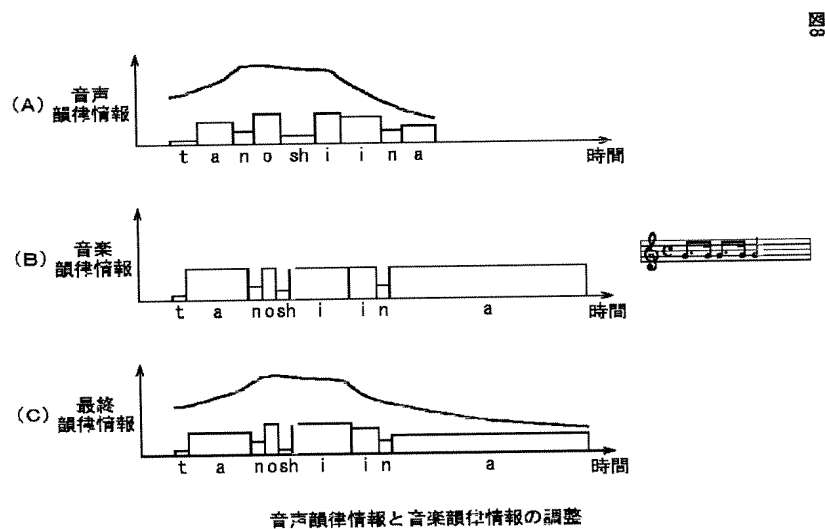 図8
(A) 音声
韻律情報
t a n o sh i i n a 時間
(B) 音楽
韻律情報
t a n o sh i i n a 時間
(C) 最終
韻律情報
t a n o sh i i n a 時間
音声韻律情報と音楽韻律情報の調整